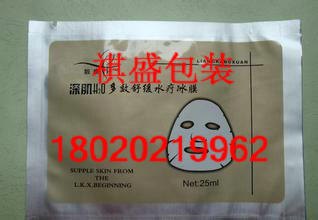 祺盛包装
LIANGKANGXUAN
深肌H2O多效舒缓水疗冰膜
18020219962
SUPPLE SKIN FROM
THE
L.K.X.BEGINNING
Net:25ml